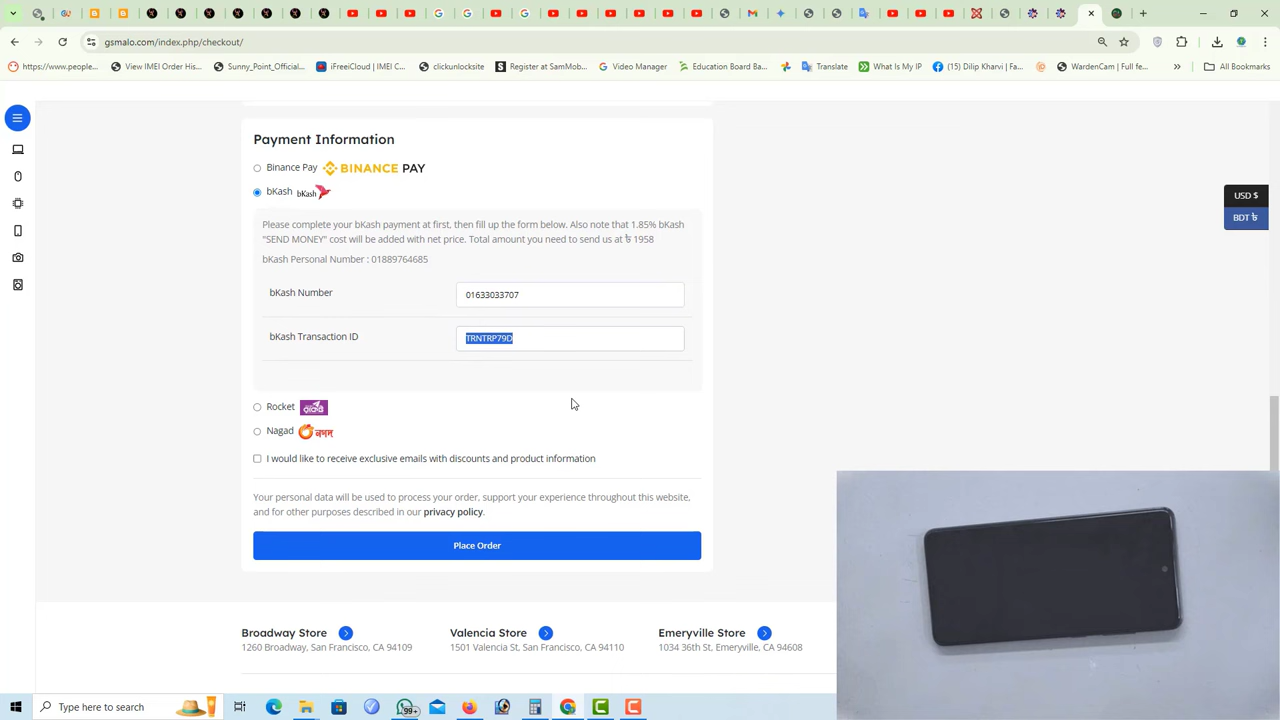 gsmalo.com/index.php/checkout/
https://www.people...
View IMEI Order His...
Sunny_Point_Official...
iFreeiCloud | IMEI C...
clickunlocksite
Register at SamMob...
Video Manager
Education Board Ba...
Translate
What Is My IP
(15) Dilip Kharvi | Fa...
WardenCam | Full fe...
All Bookmarks
Payment Information
Binance Pay BINANCE PAY
bKash bKash
Please complete your bKash payment at first, then fill up the form below. Also note that 1.85% bKash
"SEND MONEY" cost will be added with net price. Total amount you need to send us at ৳ 1958
bKash Personal Number : 01889764685
bKash Number 01633033707
bKash Transaction ID TRNTRP79D
Rocket
Nagad নগদ
I would like to receive exclusive emails with discounts and product information
Your personal data will be used to process your order, support your experience throughout this website,
and for other purposes described in our privacy policy.
Place Order
USD $
BDT ৳
Broadway Store
1260 Broadway, San Francisco, CA 94109
Valencia Store
1501 Valencia St, San Francisco, CA 94110
Emeryville Store
1034 36th St, Emeryville, CA 94608
Type here to search
99+